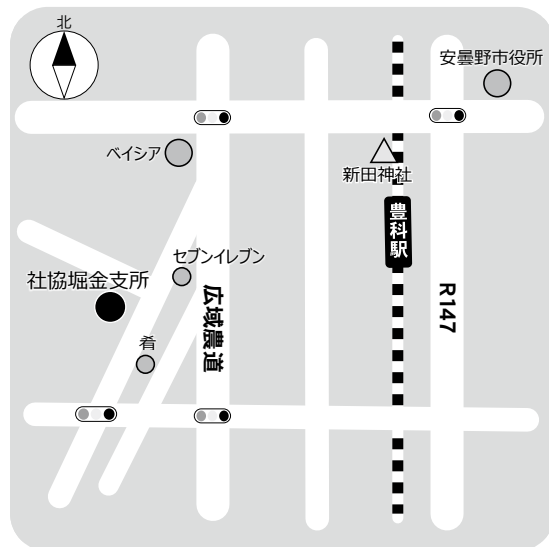 北
安曇野市役所
ベイシア
新田神社
豊科駅
セブンイレブン
社協堀金支所
広域農道
R147
肴